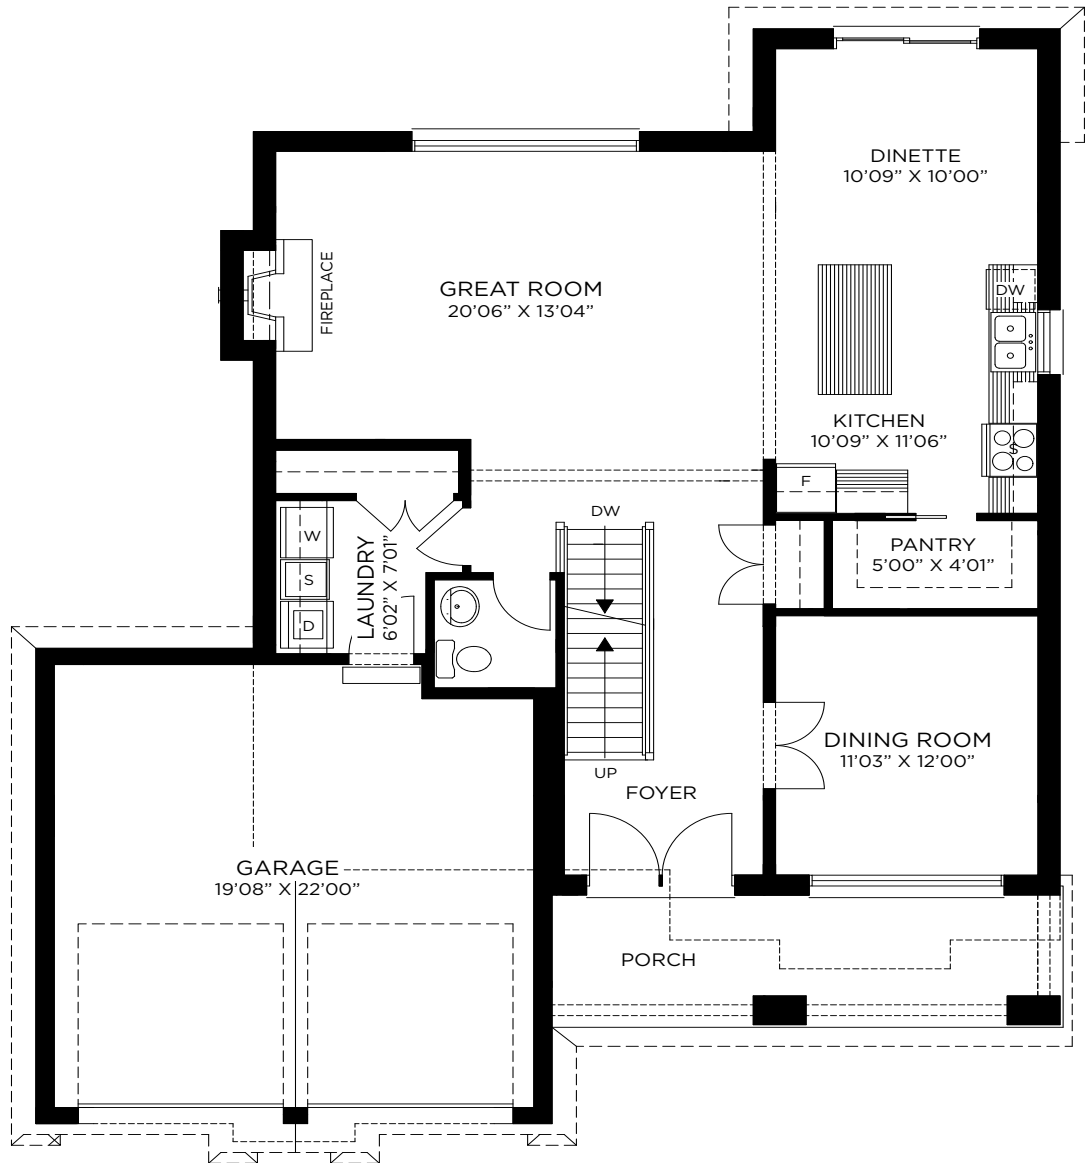 DINETTE
10’09” X 10’00”
GREAT ROOM
20’06” X 13’04”
FIREPLACE
DW
KITCHEN
10’09” X 11’06”
S
F
DW
W
S
D
LAUNDRY
6’02” X 7’01”
PANTRY
5’00” X 4’01”
DINING ROOM
11’03” X 12’00”
UP
FOYER
GARAGE
19’08” X 22’00”
PORCH